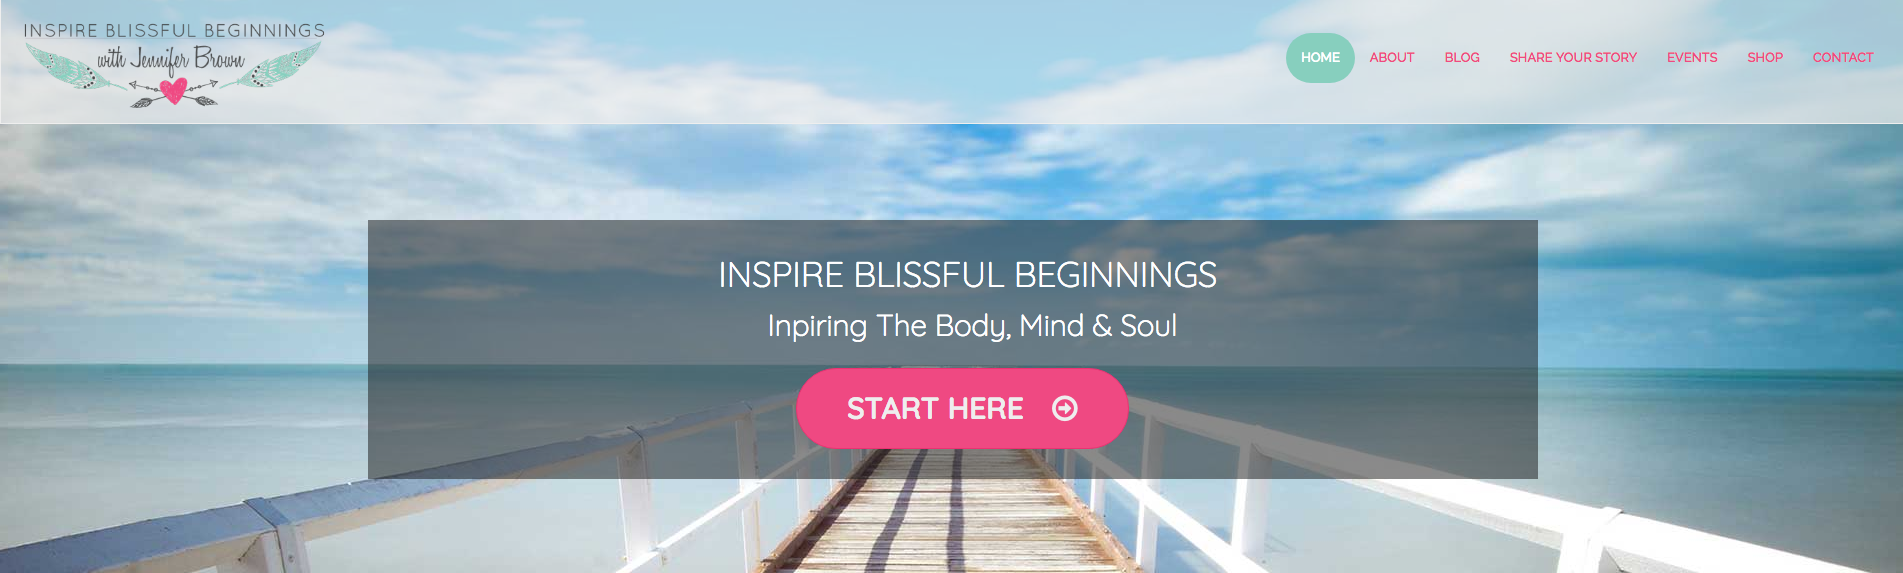 INSPIRE BLISSFUL BEGINNINGS
with Jennifer Brown
HOME ABOUT BLOG SHARE YOUR STORY EVENTS SHOP CONTACT
INSPIRE BLISSFUL BEGINNINGS
Inpiring The Body, Mind & Soul
START HERE